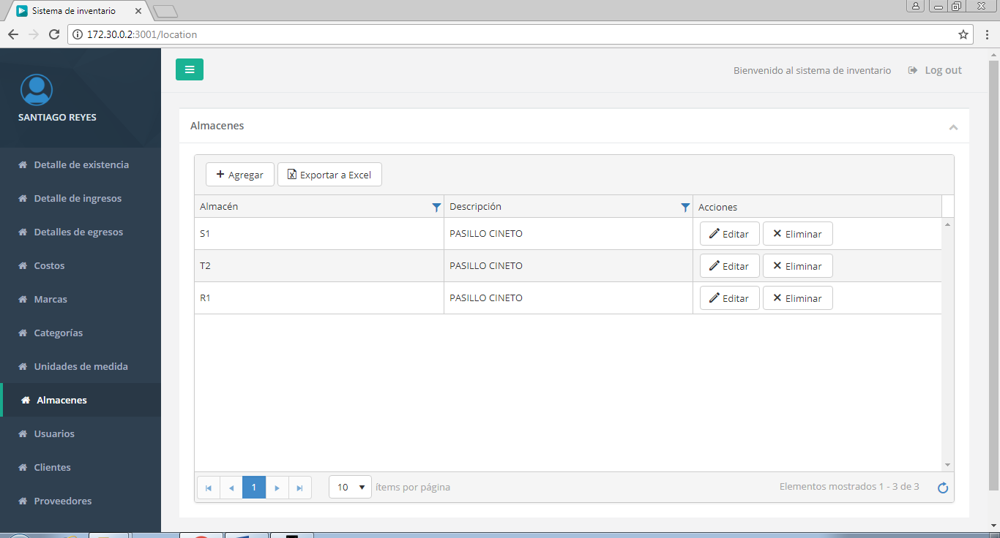 Sistema de inventario
172.30.0.2:3001/location
SANTIAGO REYES
Detalle de existencia
Detalle de ingresos
Detalles de egresos
Costos
Marcas
Categorías
Unidades de medida
Almacenes
Usuarios
Clientes
Proveedores
Bienvenido al sistema de inventario Log out
Almacenes
Agregar Exportar a Excel
Almacén Descripción Acciones
S1 PASILLO CINETO Editar Eliminar
T2 PASILLO CINETO Editar Eliminar
R1 PASILLO CINETO Editar Eliminar
1 10 ítems por página Elementos mostrados 1 - 3 de 3